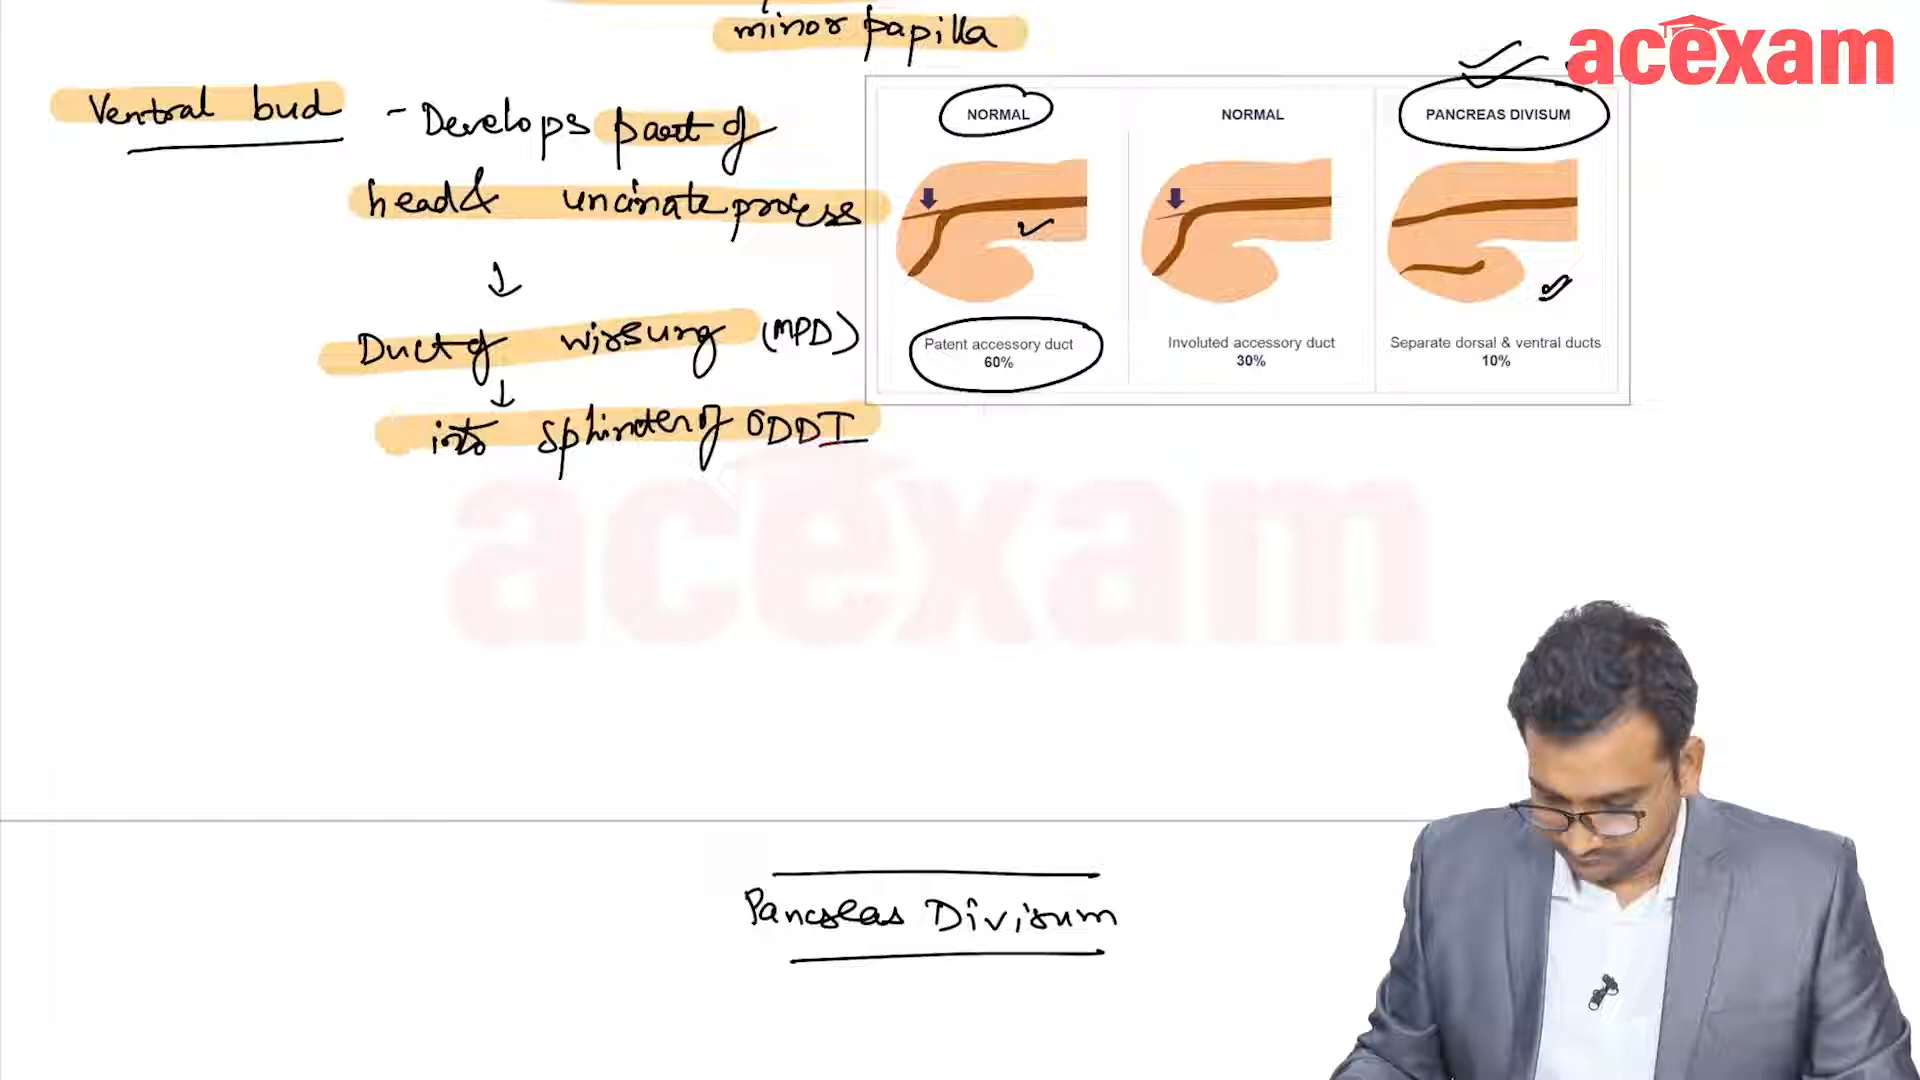 minor papilla
acexam
Ventral bud - Develops part of
head & uncinate process
Duct of wirsung (MPD)
into sphincter of ODDI
NORMAL
Patent accessory duct
60%
NORMAL
Involuted accessory duct
30%
PANCREAS DIVISUM
Separate dorsal & ventral ducts
10%
acexam
Pancreas Divisum